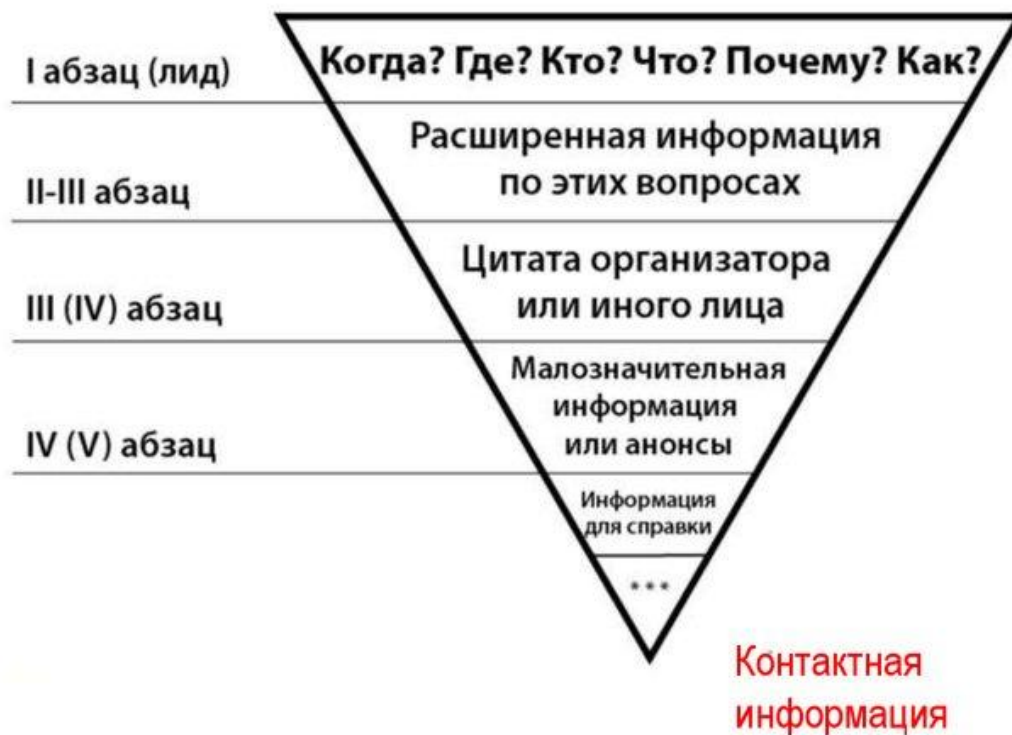 I абзац (лид)
Когда? Где? Кто? Что? Почему? Как?
II-III абзац
Расширенная информация
по этих вопросах
III (IV) абзац
Цитата организатора
или иного лица
IV (V) абзац
Малозначительная
информация
или анонсы
Информация
для справки
***
Контактная
информация